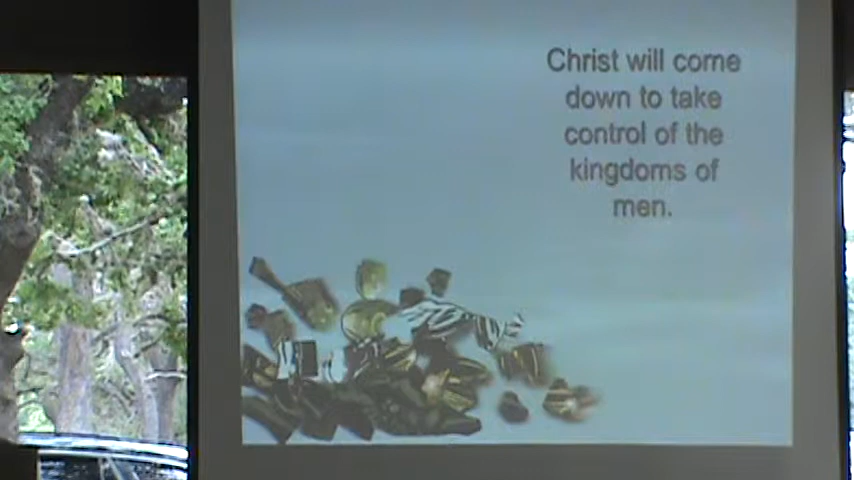 Christ will come
down to take
control of the
kingdoms of
men.